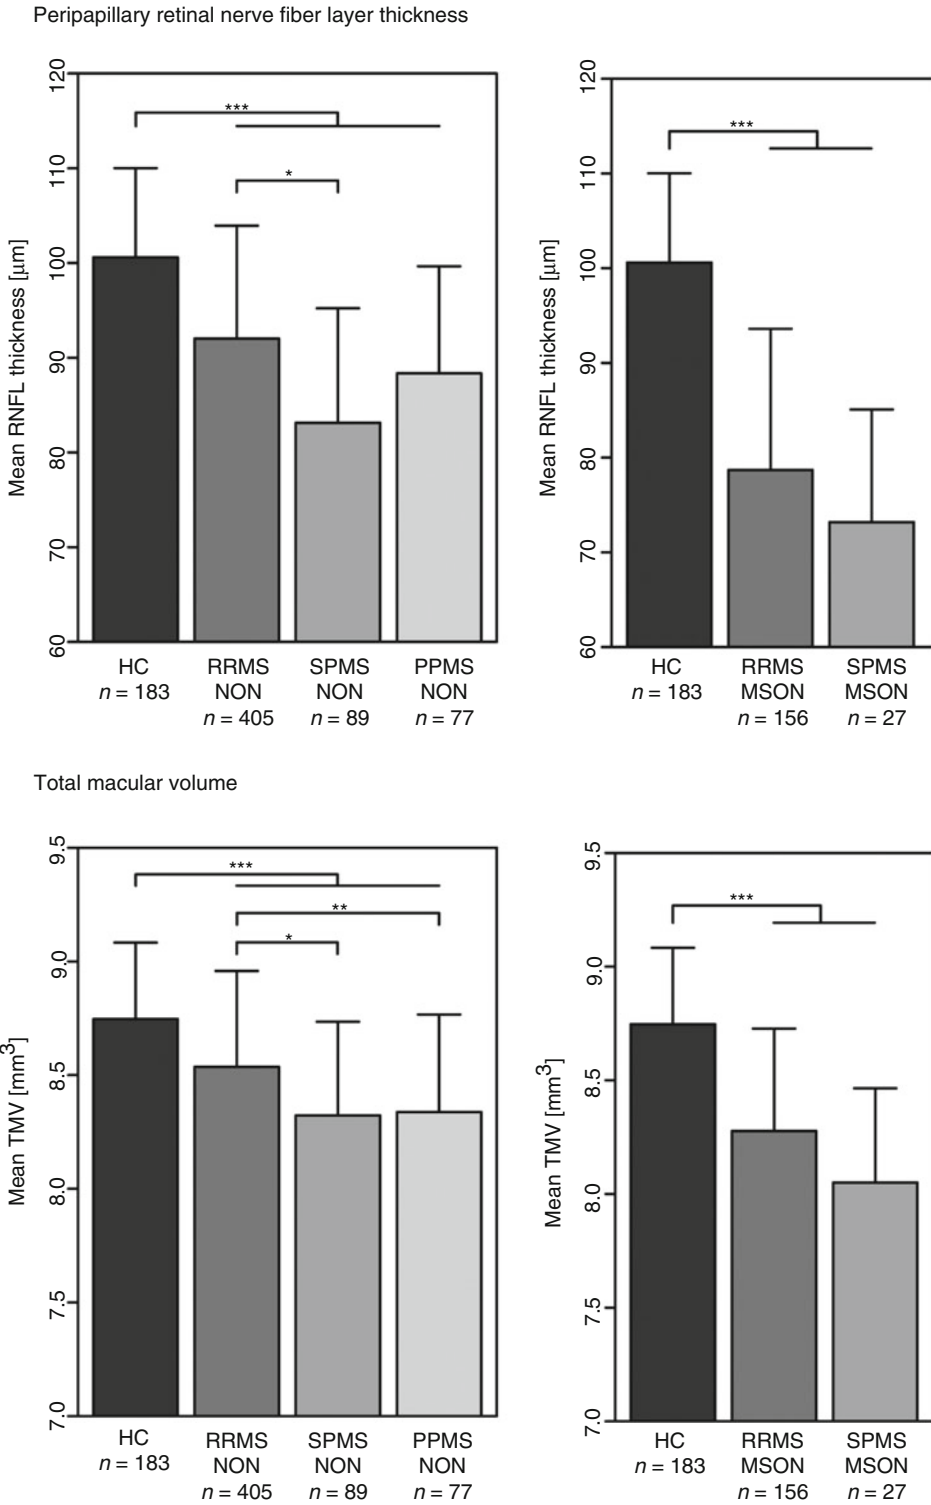 Peripapillary retinal nerve fiber layer thickness
Mean RNFL thickness [µm]
120
110
100
90
80
70
60
***
*
HC
n = 183
RRMS
NON
n = 405
SPMS
NON
n = 89
PPMS
NON
n = 77
Mean RNFL thickness [µm]
120
110
100
90
80
70
60
***
HC
n = 183
RRMS
MSON
n = 156
SPMS
MSON
n = 27
Total macular volume
Mean TMV [mm3]
9.5
9.0
8.5
8.0
7.5
7.0
***
**
*
HC
n = 183
RRMS
NON
n = 405
SPMS
NON
n = 89
PPMS
NON
n = 77
Mean TMV [mm3]
9.5
9.0
8.5
8.0
7.5
7.0
***
HC
n = 183
RRMS
MSON
n = 156
SPMS
MSON
n = 27